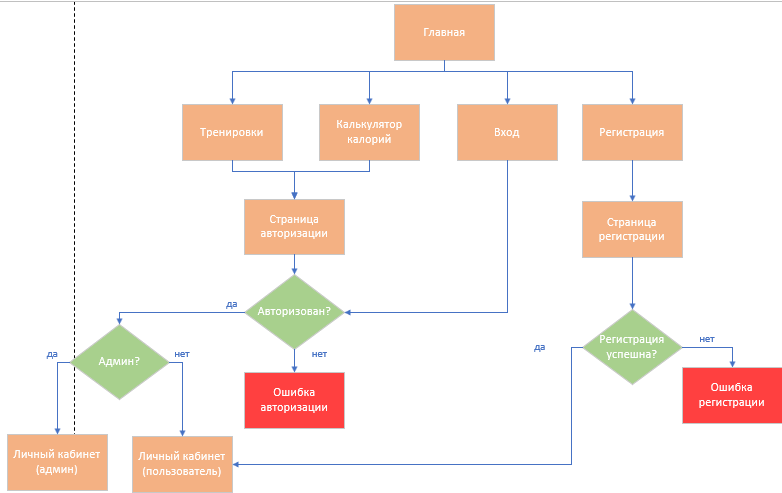 Главная
Тренировки
Калькулятор
калорий
Вход
Регистрация
Страница
авторизации
Страница
регистрации
да
Авторизован?
нет
да
Админ?
нет
да
Регистрация
успешна?
нет
Ошибка
авторизации
Ошибка
регистрации
Личный кабинет
(админ)
Личный кабинет
(пользователь)